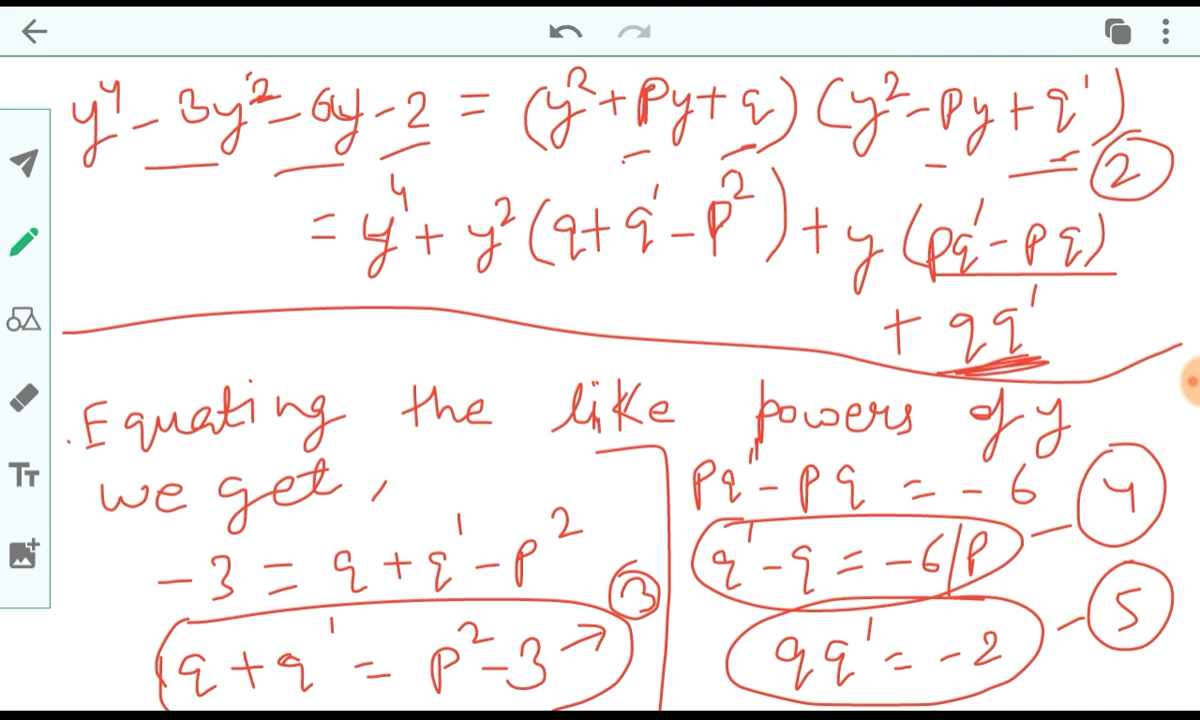 y⁴ - 3y² - 6y - 2 = (y² + py + q) (y² - py + q') ②
= y⁴ + y² (q + q' - p²) + y (pq' - pq)
+ qq'
Equating the like powers of y
we get,
-3 = q + q' - p²
q + q' = p² - 3 → ③
pq' - pq = -6
q' - q = -6/p - ④
qq' = -2 - ⑤
TT